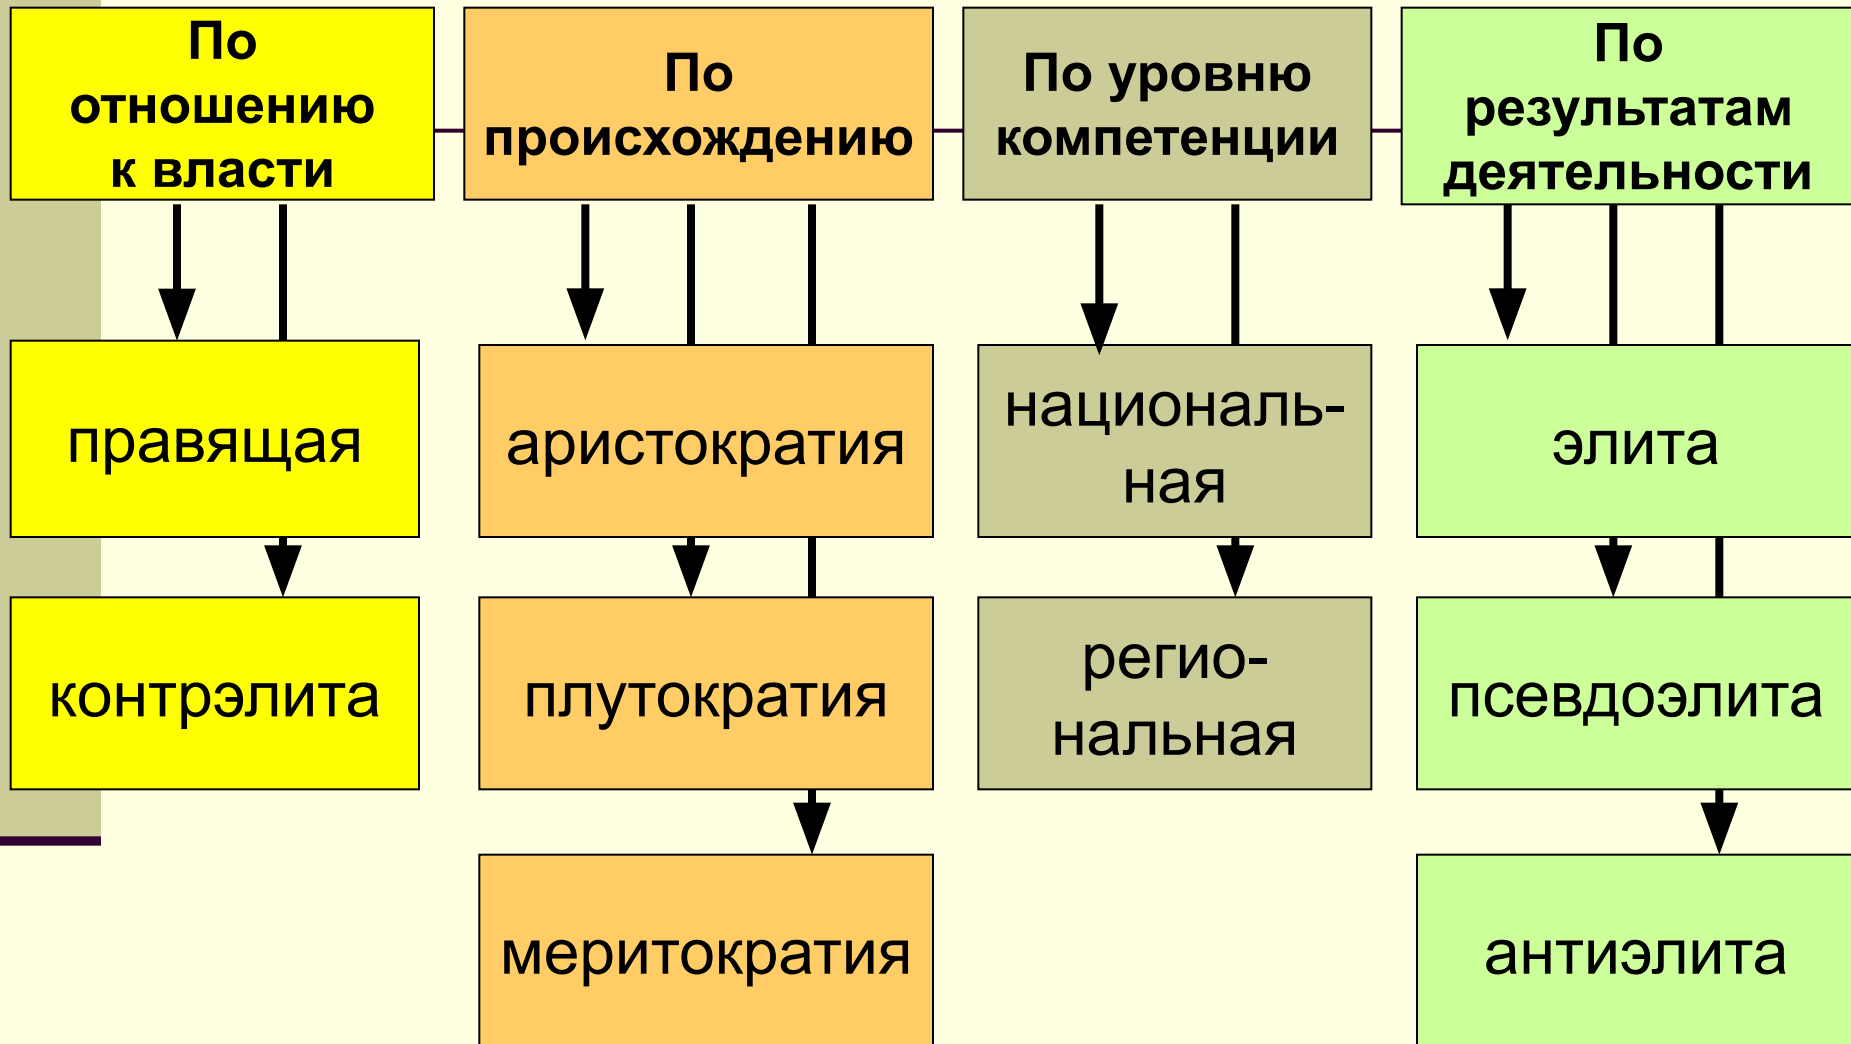 По
отношению
к власти
По
происхождению
По уровню
компетенции
По
результатам
деятельности
правящая
аристократия
националь-
ная
элита
контрэлита
плутократия
регио-
нальная
псевдоэлита
меритократия
антиэлита